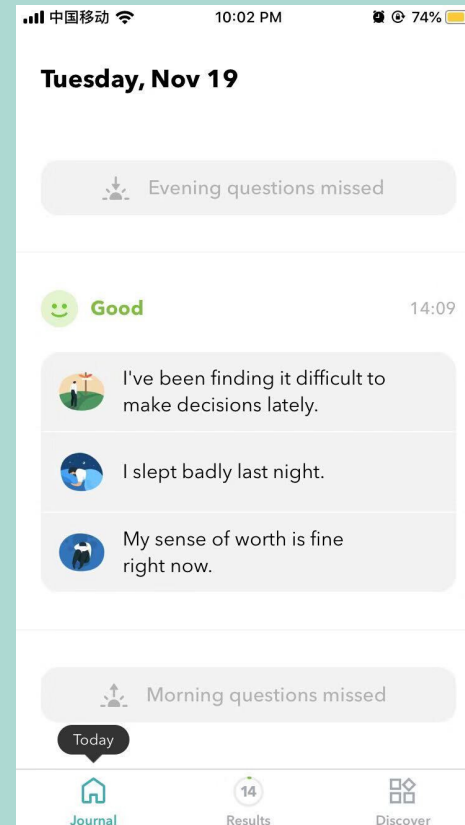 中国移动 10:02 PM 74%
Tuesday, Nov 19
Evening questions missed
Good 14:09
I've been finding it difficult to
make decisions lately.
I slept badly last night.
My sense of worth is fine
right now.
Morning questions missed
Today
14
Journal Results Discover